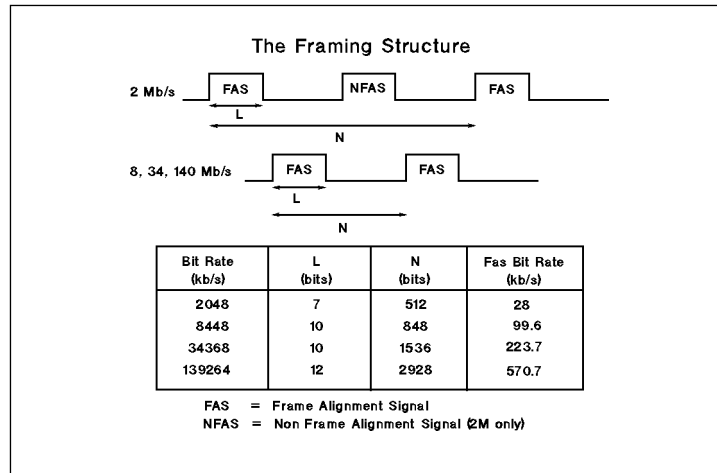 The Framing Structure
2 Mb/s FAS NFAS FAS
L
N
8, 34, 140 Mb/s FAS FAS
L
N
Bit Rate (kb/s) L (bits) N (bits) Fas Bit Rate (kb/s)
2048 7 512 28
8448 10 848 99.6
34368 10 1536 223.7
139264 12 2928 570.7
FAS = Frame Alignment Signal
NFAS = Non Frame Alignment Signal (2M only)